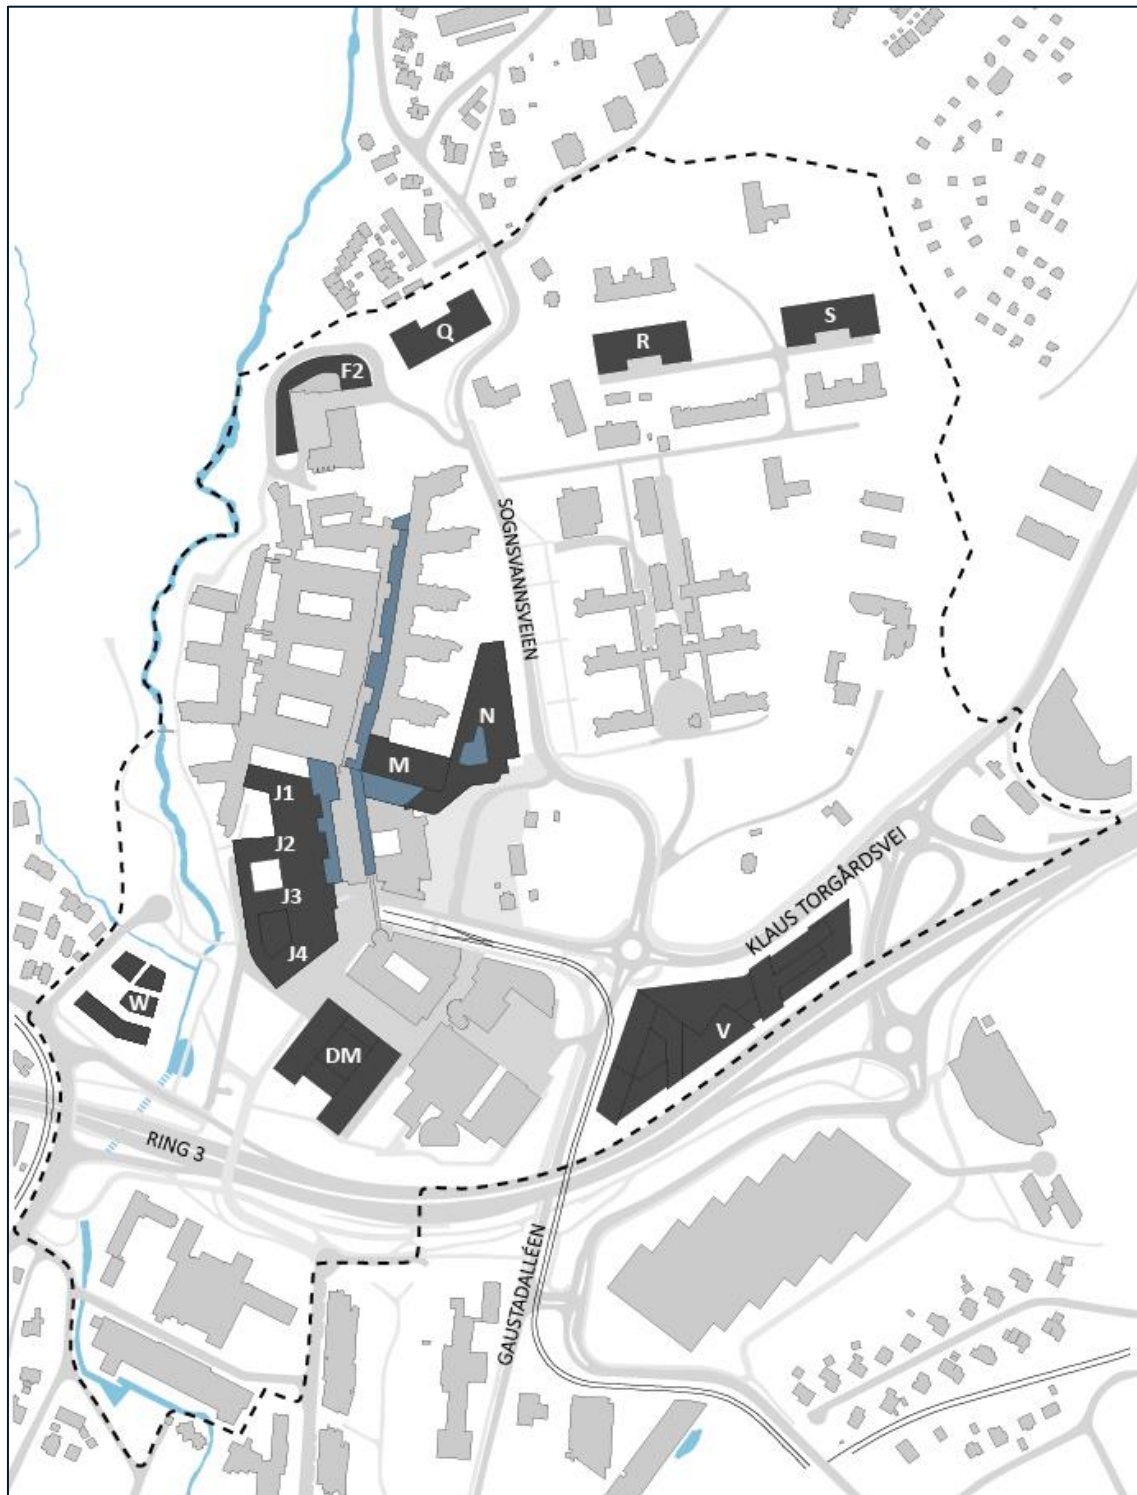 S
Q
R
F2
SOGNSVANNSVEIEN
N
M
J1
J2
KLAUS TORGÅRDSVEI
J3
J4
W
V
DM
RING 3
GAUSTADALLÉEN